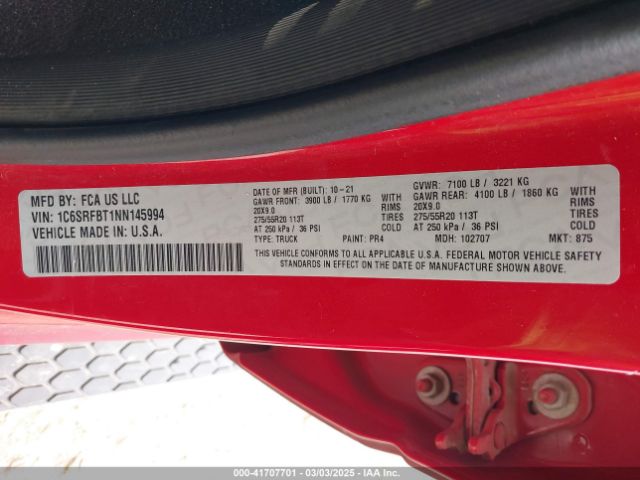 MFD BY: FCA US LLC
VIN: 1C6SRFBT1NN145994
VEHICLE MADE IN: U.S.A.
DATE OF MFR (BUILT): 10-21
GAWR FRONT: 3900 LB / 1770 KG WITH
20X9.0 RIMS
275/55R20 113T TIRES
AT 250 kPa / 36 PSI COLD
TYPE: TRUCK PAINT: PR4
GVWR: 7100 LB / 3221 KG
GAWR REAR: 4100 LB / 1860 KG WITH
20X9.0 RIMS
275/55R20 113T TIRES
AT 250 kPa / 36 PSI COLD
MDH: 102707 MKT: 875
THIS VEHICLE CONFORMS TO ALL APPLICABLE U.S.A. FEDERAL MOTOR VEHICLE SAFETY
STANDARDS IN EFFECT ON THE DATE OF MANUFACTURE SHOWN ABOVE
000-41707701 - 03/03/2025 - COPYRIGHT IAA, LLC.